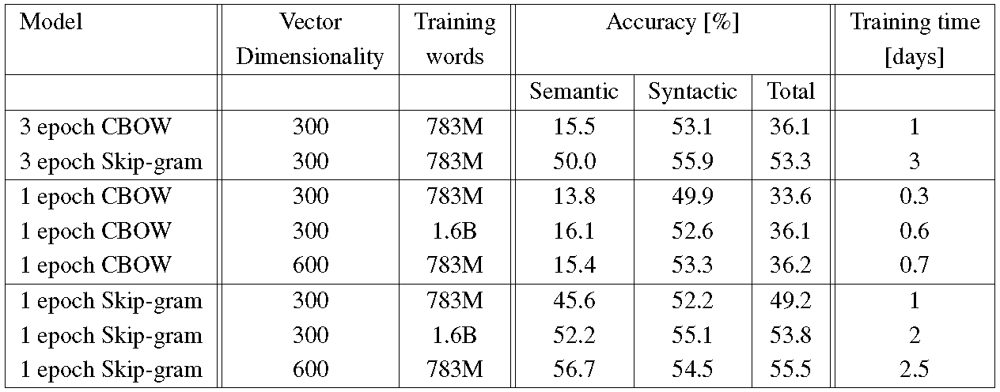 Model Vector Training Accuracy [%] Training time
Dimensionality words [days]
Semantic Syntactic Total
3 epoch CBOW 300 783M 15.5 53.1 36.1 1
3 epoch Skip-gram 300 783M 50.0 55.9 53.3 3
1 epoch CBOW 300 783M 13.8 49.9 33.6 0.3
1 epoch CBOW 300 1.6B 16.1 52.6 36.1 0.6
1 epoch CBOW 600 783M 15.4 53.3 36.2 0.7
1 epoch Skip-gram 300 783M 45.6 52.2 49.2 1
1 epoch Skip-gram 300 1.6B 52.2 55.1 53.8 2
1 epoch Skip-gram 600 783M 56.7 54.5 55.5 2.5